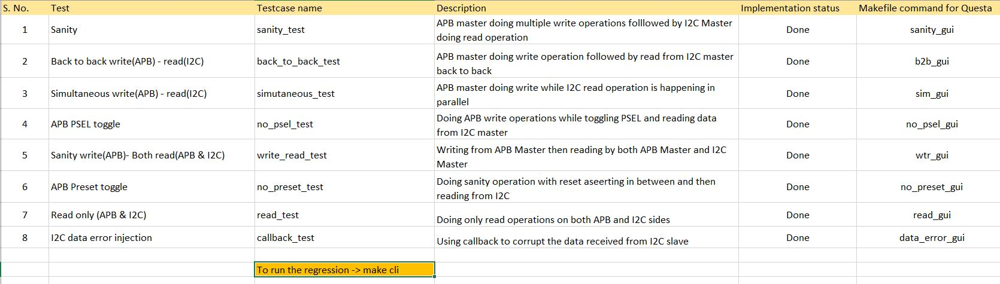 S. No. Test Testcase name Description Implementation status Makefile command for Questa
1 Sanity sanity_test APB master doing multiple write operations folllowed by I2C Master
doing read operation Done sanity_gui
2 Back to back write(APB) - read(I2C) back_to_back_test APB master doing write operation followed by read from I2C master
back to back Done b2b_gui
3 Simultaneous write(APB) - read(I2C) simutaneous_test APB master doing write while I2C read operation is happening in
parallel Done sim_gui
4 APB PSEL toggle no_psel_test Doing APB write operations while toggling PSEL and reading data
from I2C master Done no_psel_gui
5 Sanity write(APB)- Both read(APB & I2C) write_read_test Writing from APB Master then reading by both APB Master and I2C
Master Done wtr_gui
6 APB Preset toggle no_preset_test Doing sanity operation with reset aseerting in between and then
reading from I2C Done no_preset_gui
7 Read only (APB & I2C) read_test Doing only read operations on both APB and I2C sides Done read_gui
8 I2C data error injection callback_test Using callback to corrupt the data received from I2C slave Done data_error_gui
To run the regression -> make cli